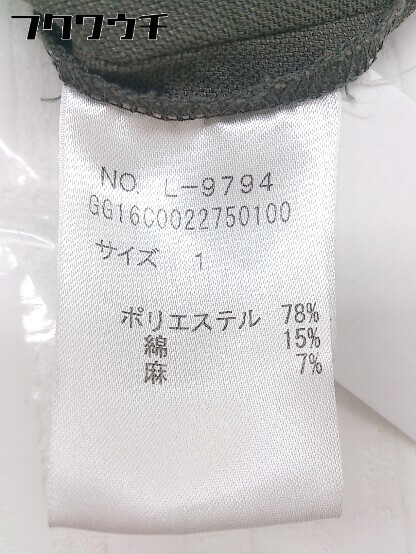 フクワウチ
NO. L-9794
GG16C0022750100
サイズ 1
ポリエステル 78%
綿 15%
麻 7%